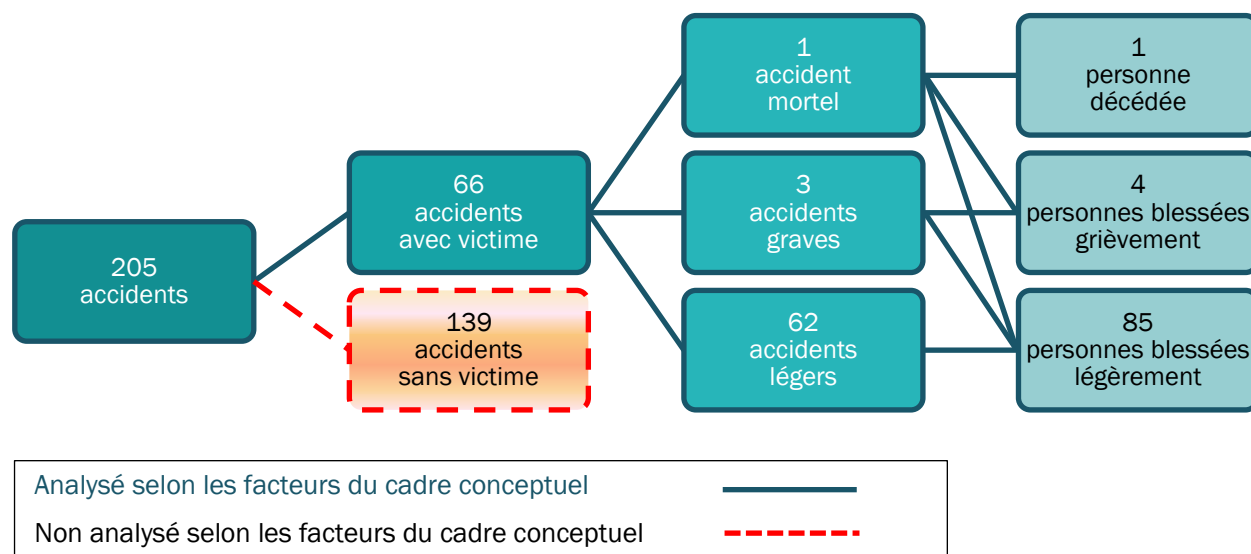 205
accidents
66
accidents
avec victime
139
accidents
sans victime
1
accident
mortel
3
accidents
graves
62
accidents
légers
1
personne
décédée
4
personnes blessées
grièvement
85
personnes blessées
légèrement
Analysé selon les facteurs du cadre conceptuel
Non analysé selon les facteurs du cadre conceptuel